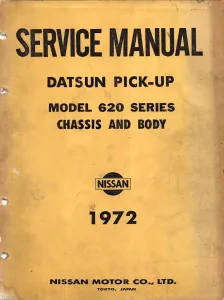 SERVICE MANUAL
DATSUN PICK-UP
MODEL 620 SERIES
CHASSIS AND BODY
NISSAN
1972
NISSAN MOTOR CO., LTD.
TOKYO, JAPAN